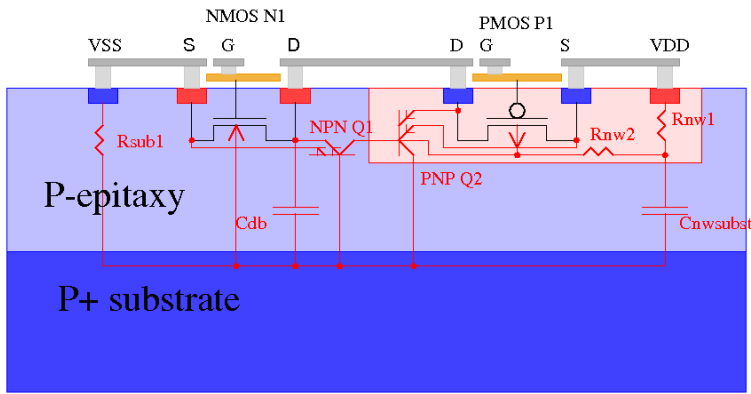 NMOS N1
PMOS P1
VSS S G D D G S VDD
Rsub1 NPN Q1 Rnw2 Rnw1
PNP Q2
P-epitaxy
Cdb Cnwsubst
P+ substrate